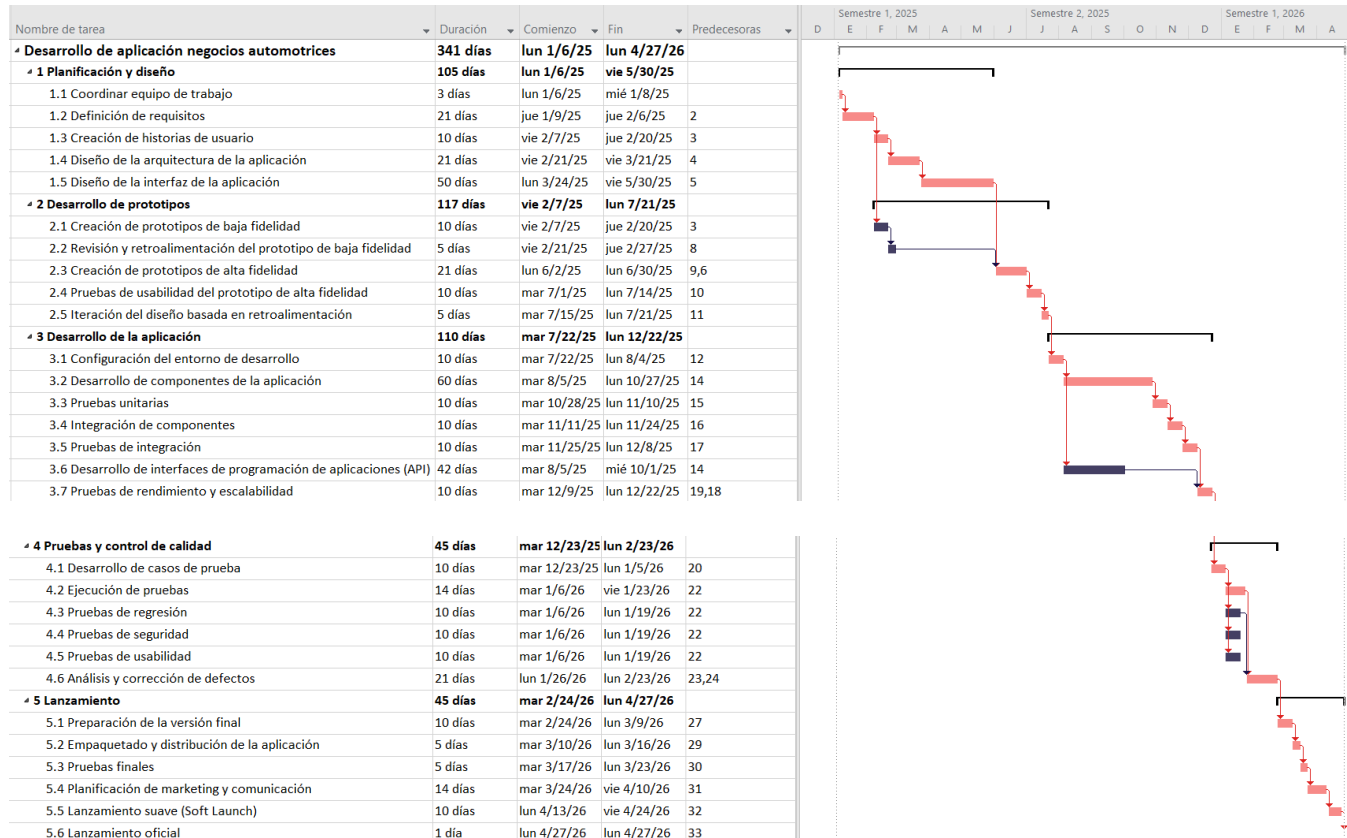 Semestre 1, 2025 Semestre 2, 2025 Semestre 1, 2026
Nombre de tarea Duración Comienzo Fin Predecesoras D E F M A M J J A S O N D E F M A
Desarrollo de aplicación negocios automotrices 341 días lun 1/6/25 lun 4/27/26
1 Planificación y diseño 105 días lun 1/6/25 vie 5/30/25
1.1 Coordinar equipo de trabajo 3 días lun 1/6/25 mié 1/8/25
1.2 Definición de requisitos 21 días jue 1/9/25 jue 2/6/25 2
1.3 Creación de historias de usuario 10 días vie 2/7/25 jue 2/20/25 3
1.4 Diseño de la arquitectura de la aplicación 21 días vie 2/21/25 vie 3/21/25 4
1.5 Diseño de la interfaz de la aplicación 50 días lun 3/24/25 vie 5/30/25 5
2 Desarrollo de prototipos 117 días vie 2/7/25 lun 7/21/25
2.1 Creación de prototipos de baja fidelidad 10 días vie 2/7/25 jue 2/20/25 3
2.2 Revisión y retroalimentación del prototipo de baja fidelidad 5 días vie 2/21/25 jue 2/27/25 8
2.3 Creación de prototipos de alta fidelidad 21 días lun 6/2/25 lun 6/30/25 9,6
2.4 Pruebas de usabilidad del prototipo de alta fidelidad 10 días mar 7/1/25 lun 7/14/25 10
2.5 Iteración del diseño basada en retroalimentación 5 días mar 7/15/25 lun 7/21/25 11
3 Desarrollo de la aplicación 110 días mar 7/22/25 lun 12/22/25
3.1 Configuración del entorno de desarrollo 10 días mar 7/22/25 lun 8/4/25 12
3.2 Desarrollo de componentes de la aplicación 60 días mar 8/5/25 lun 10/27/25 14
3.3 Pruebas unitarias 10 días mar 10/28/25 lun 11/10/25 15
3.4 Integración de componentes 10 días mar 11/11/25 lun 11/24/25 16
3.5 Pruebas de integración 10 días mar 11/25/25 lun 12/8/25 17
3.6 Desarrollo de interfaces de programación de aplicaciones (API) 42 días mar 8/5/25 mié 10/1/25 14
3.7 Pruebas de rendimiento y escalabilidad 10 días mar 12/9/25 lun 12/22/25 19,18
4 Pruebas y control de calidad 45 días mar 12/23/25 lun 2/23/26
4.1 Desarrollo de casos de prueba 10 días mar 12/23/25 lun 1/5/26 20
4.2 Ejecución de pruebas 14 días mar 1/6/26 vie 1/23/26 22
4.3 Pruebas de regresión 10 días mar 1/6/26 lun 1/19/26 22
4.4 Pruebas de seguridad 10 días mar 1/6/26 lun 1/19/26 22
4.5 Pruebas de usabilidad 10 días mar 1/6/26 lun 1/19/26 22
4.6 Análisis y corrección de defectos 21 días lun 1/26/26 lun 2/23/26 23,24
5 Lanzamiento 45 días mar 2/24/26 lun 4/27/26
5.1 Preparación de la versión final 10 días mar 2/24/26 lun 3/9/26 27
5.2 Empaquetado y distribución de la aplicación 5 días mar 3/10/26 lun 3/16/26 29
5.3 Pruebas finales 5 días mar 3/17/26 lun 3/23/26 30
5.4 Planificación de marketing y comunicación 14 días mar 3/24/26 vie 4/10/26 31
5.5 Lanzamiento suave (Soft Launch) 10 días lun 4/13/26 vie 4/24/26 32
5.6 Lanzamiento oficial 1 día lun 4/27/26 lun 4/27/26 33